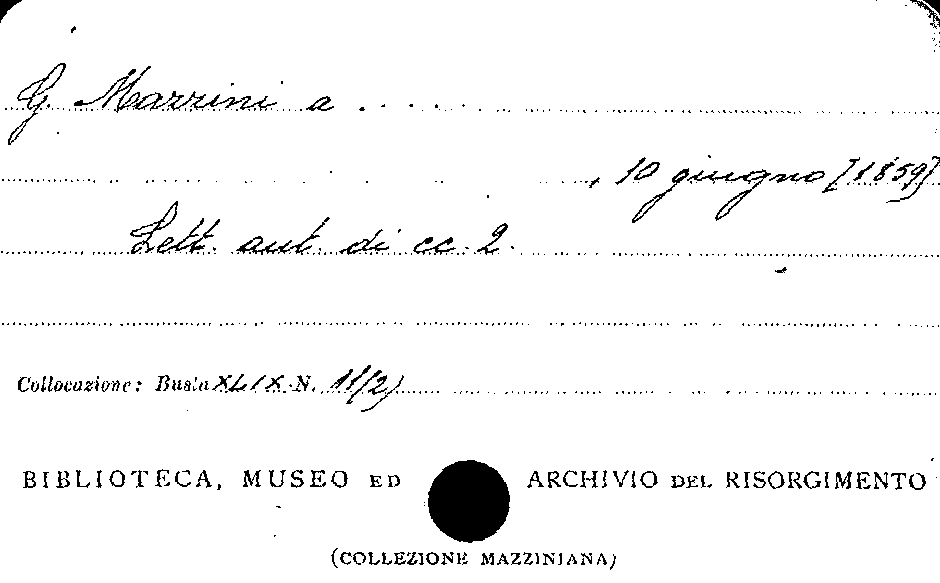 G. Mazzini a . . . . .
, 10 giugno [1859]
Lett. aut. di cc. 2.
Collocazione: Busta XLIX N. 11/2)
BIBLIOTECA, MUSEO ED ARCHIVIO DEL RISORGIMENTO
(COLLEZIONE MAZZINIANA)